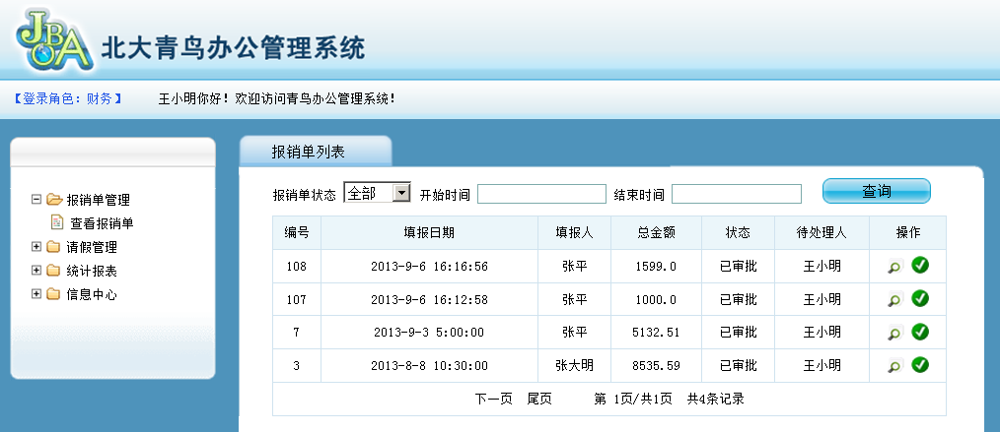 JBOA 北大青鸟办公管理系统
【登录角色：财务】 王小明你好！欢迎访问青鸟办公管理系统！
报销单管理
查看报销单
请假管理
统计报表
信息中心
报销单列表
报销单状态 全部 开始时间 结束时间 查询
编号 填报日期 填报人 总金额 状态 待处理人 操作
108 2013-9-6 16:16:56 张平 1599.0 已审批 王小明
107 2013-9-6 16:12:58 张平 1000.0 已审批 王小明
7 2013-9-3 5:00:00 张平 5132.51 已审批 王小明
3 2013-8-8 10:30:00 张大明 8535.59 已审批 王小明
下一页 尾页 第 1页/共1页 共4条记录